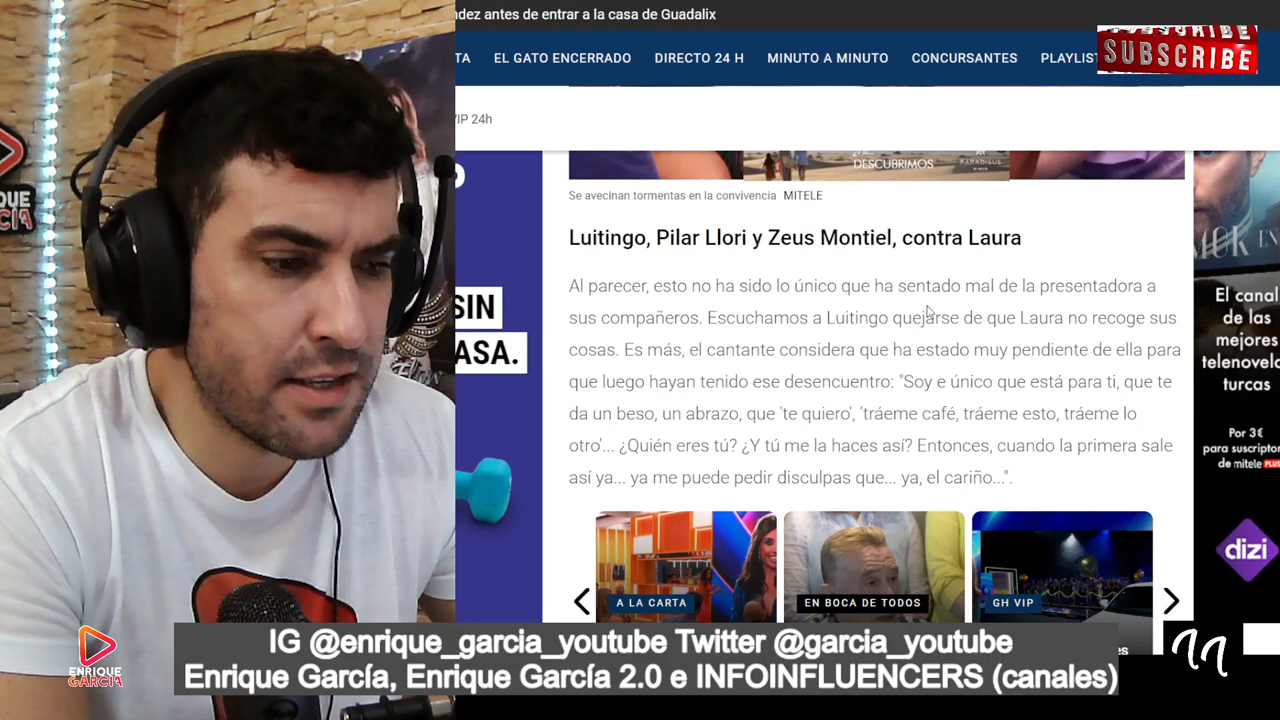 ndez antes de entrar a la casa de Guadalix
TA EL GATO ENCERRADO DIRECTO 24 H MINUTO A MINUTO CONCURSANTES PLAYLIST
SUBSCRIBE
SUBSCRIBE
VIP 24h
DESCUBRIMOS
PARADISUS
Se avecinan tormentas en la convivencia MITELE
Luitingo, Pilar Llori y Zeus Montiel, contra Laura
Al parecer, esto no ha sido lo único que ha sentado mal de la presentadora a
sus compañeros. Escuchamos a Luitingo quejarse de que Laura no recoge sus
cosas. Es más, el cantante considera que ha estado muy pendiente de ella para
que luego hayan tenido ese desencuentro: "Soy e único que está para ti, que te
da un beso, un abrazo, que 'te quiero', 'tráeme café, tráeme esto, tráeme lo
otro'... ¿Quién eres tú? ¿Y tú me la haces así? Entonces, cuando la primera sale
así ya... ya me puede pedir disculpas que... ya, el cariño...".
SIN
ASA.
El canal
de las
mejores
telenovela
turcas
Por 3€
para suscriptor
de mitele PLUS
dizi
A LA CARTA
EN BOCA DE TODOS
GH VIP
IG @enrique_garcia_youtube Twitter @garcia_youtube
Enrique García, Enrique García 2.0 e INFOINFLUENCERS (canales)
ENRIQUE
GARCIA
QUE
GARCÍA